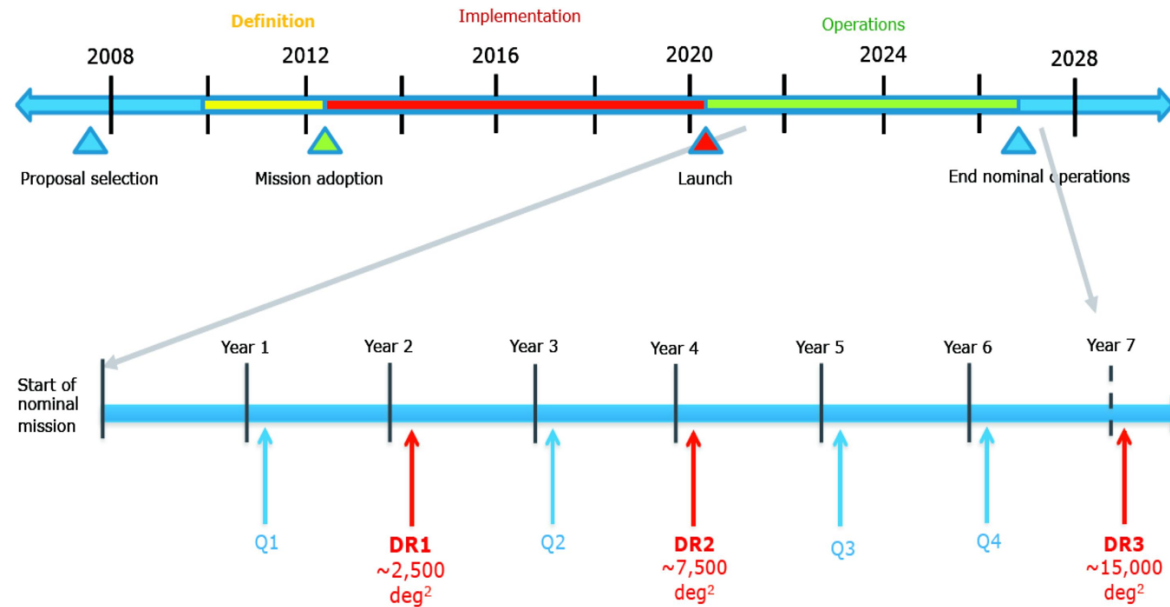 Definition
Implementation
Operations
2008
2012
2016
2020
2024
2028
Proposal selection
Mission adoption
Launch
End nominal operations
Start of
nominal
mission
Year 1
Year 2
Year 3
Year 4
Year 5
Year 6
Year 7
Q1
DR1
~2,500
deg²
Q2
DR2
~7,500
deg²
Q3
Q4
DR3
~15,000
deg²